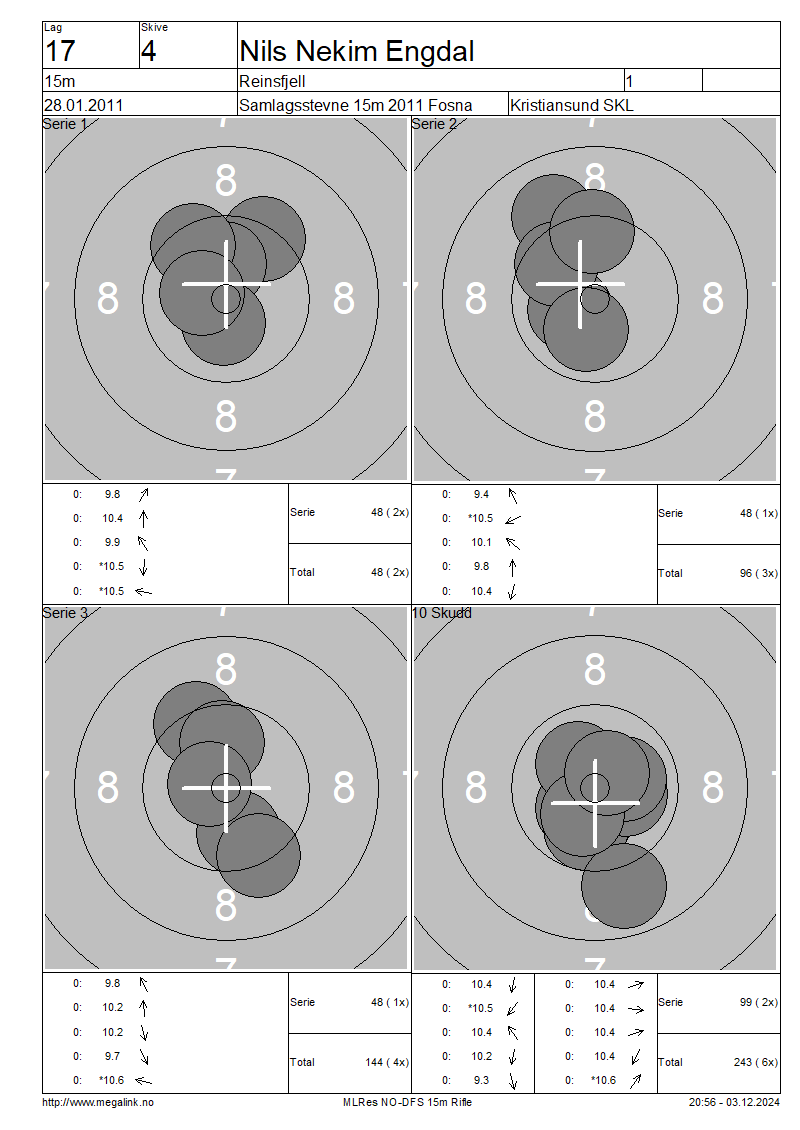 Lag
Skive
17
4
Nils Nekim Engdal
15m
Reinsfjell
1
28.01.2011
Samlagsstevne 15m 2011 Fosna
Kristiansund SKL
Serie 1
7
8
7
8
8
8
7
0: 9.8
0: 10.4
0: 9.9
0: *10.5
0: *10.5
Serie 48 ( 2x)
Total 48 ( 2x)
Serie 2
7
8
8
8
7
8
7
0: 9.4
0: *10.5
0: 10.1
0: 9.8
0: 10.4
Serie 48 ( 1x)
Total 96 ( 3x)
Serie 3
7
8
7
8
8
8
7
0: 9.8
0: 10.2
0: 10.2
0: 9.7
0: *10.6
Serie 48 ( 1x)
Total 144 ( 4x)
10 Skudd
7
8
7
8
8
7
8
7
0: 10.4
0: *10.5
0: 10.4
0: 10.2
0: 9.3
0: 10.4
0: 10.4
0: 10.4
0: 10.4
0: *10.6
Serie 99 ( 2x)
Total 243 ( 6x)
http://www.megalink.no
MLRes NO-DFS 15m Rifle
20:56 - 03.12.2024